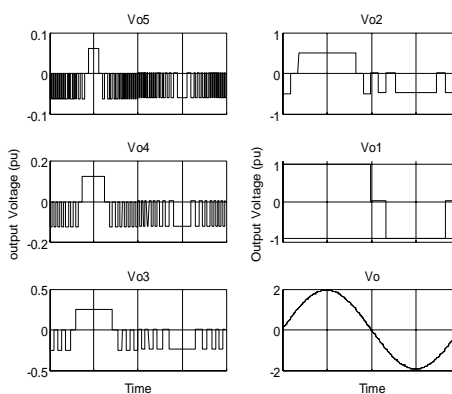 Vo5
0.1
0
-0.1
Vo2
1
0
-1
output Voltage (pu)
Vo4
0.2
0
-0.2
Output Voltage (pu)
Vo1
1
0
-1
Vo3
0.5
0
-0.5
Time
Vo
2
0
-2
Time